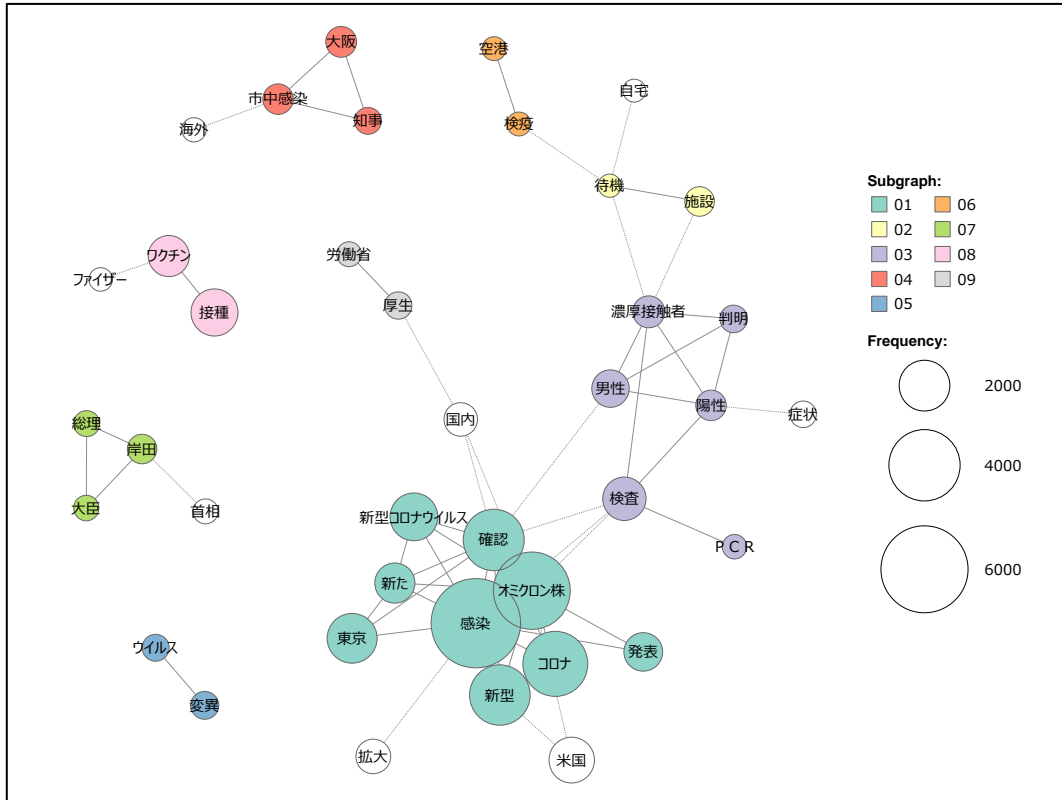 大阪
市中感染
知事
海外
空港
検疫
自宅
待機
施設
ワクチン
ファイザー
接種
労働省
厚生
濃厚接触者
判明
男性
陽性
症状
国内
総理
岸田
大臣
首相
検査
PCR
新型コロナウイルス
確認
新た
オミクロン株
感染
東京
コロナ
発表
新型
ウイルス
変異
拡大
米国
Subgraph:
01 06
02 07
03 08
04 09
05
Frequency:
2000
4000
6000